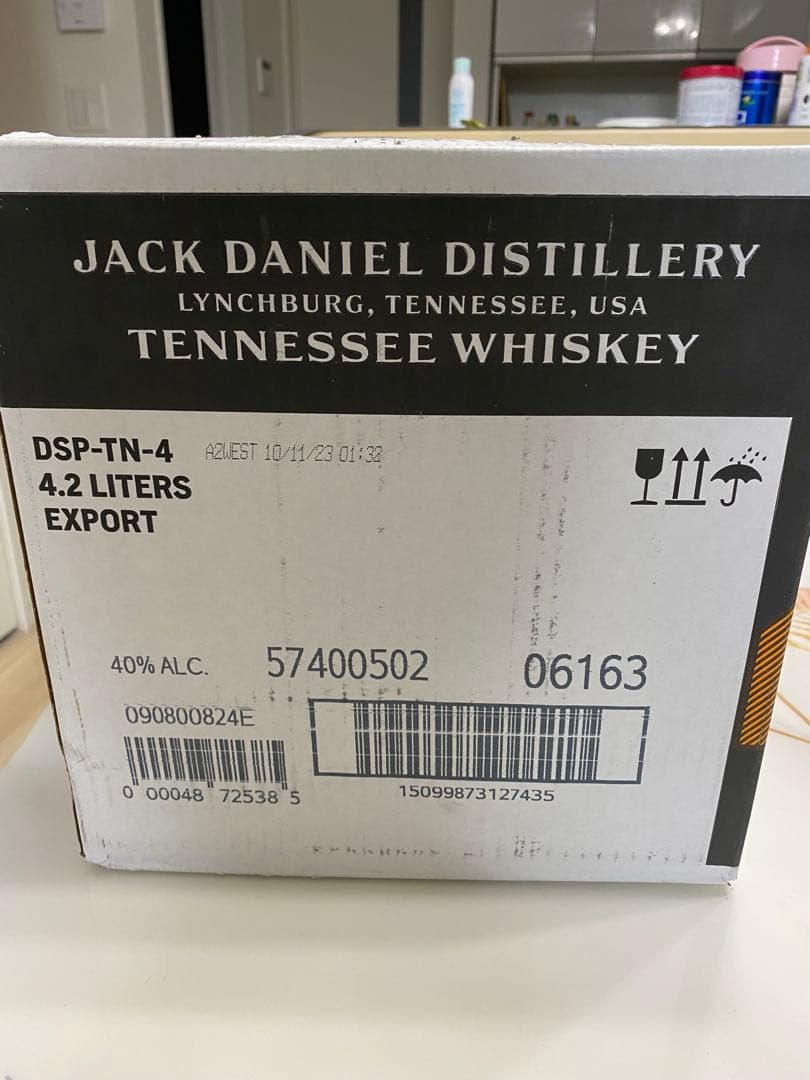 JACK DANIEL DISTILLERY
LYNCHBURG, TENNESSEE, USA
TENNESSEE WHISKEY
DSP-TN-4
A2WEST 10/11/23 01:32
4.2 LITERS
EXPORT
40% ALC.
57400502
06163
090800824E
0 00048 72538 5
15099873127435